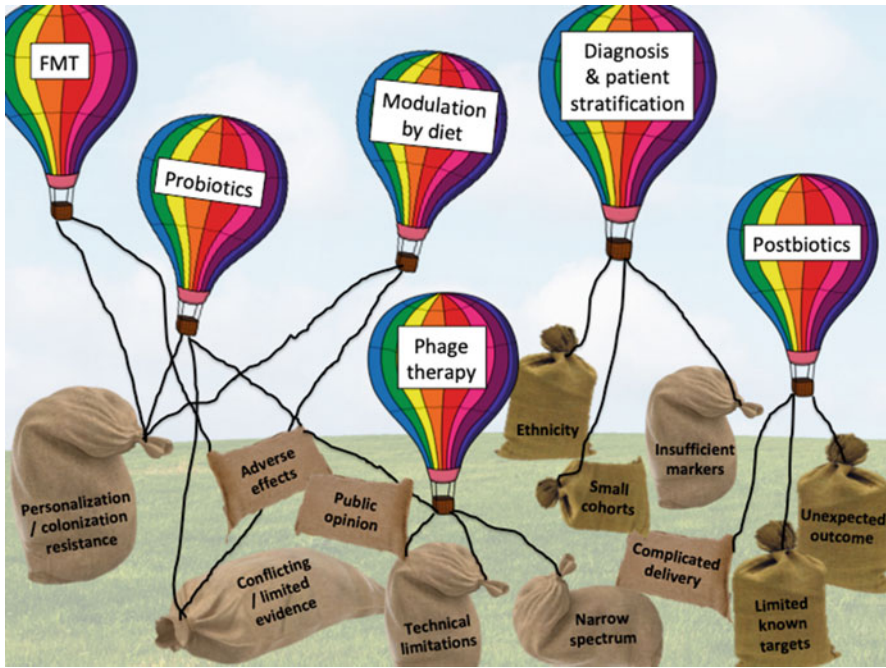 FMT
Probiotics
Modulation
by diet
Diagnosis
& patient
stratification
Postbiotics
Phage
therapy
Personalization
/ colonization
resistance
Adverse
effects
Public
opinion
Conflicting
/ limited
evidence
Technical
limitations
Narrow
spectrum
Ethnicity
Small
cohorts
Insufficient
markers
Complicated
delivery
Limited
known
targets
Unexpected
outcome